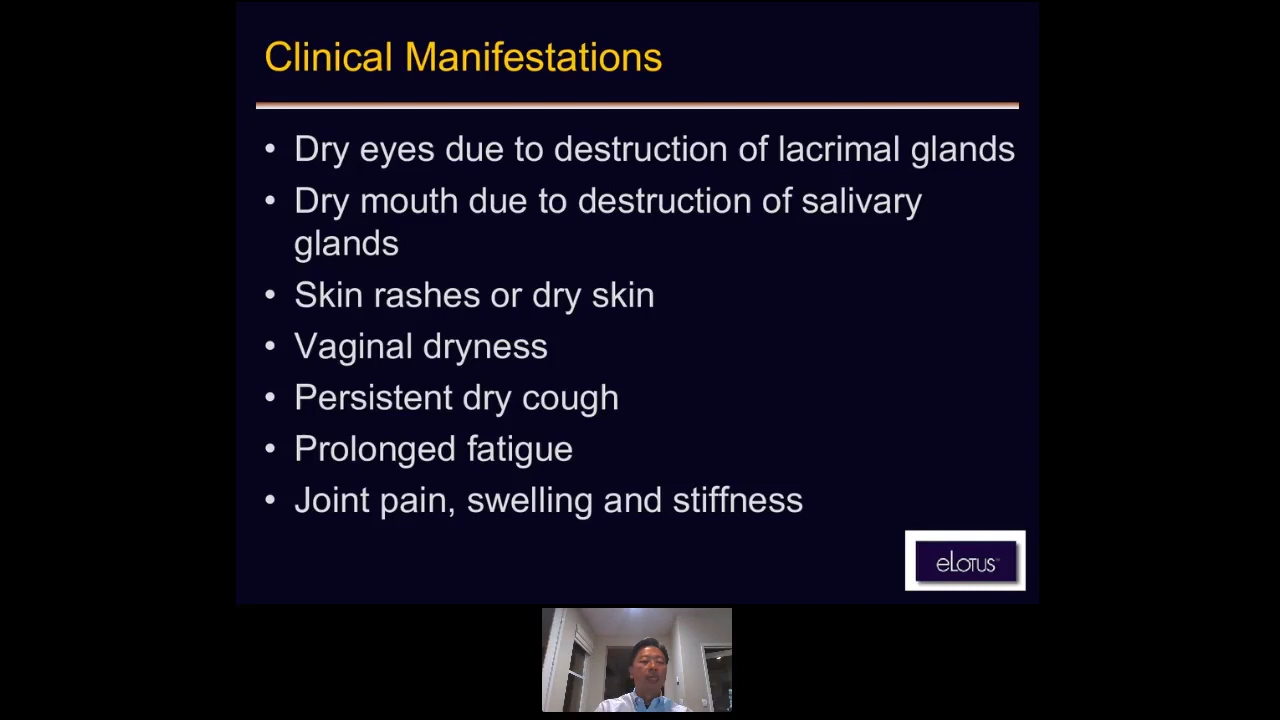 Clinical Manifestations
• Dry eyes due to destruction of lacrimal glands
• Dry mouth due to destruction of salivary
glands
• Skin rashes or dry skin
• Vaginal dryness
• Persistent dry cough
• Prolonged fatigue
• Joint pain, swelling and stiffness
eLOTUS™